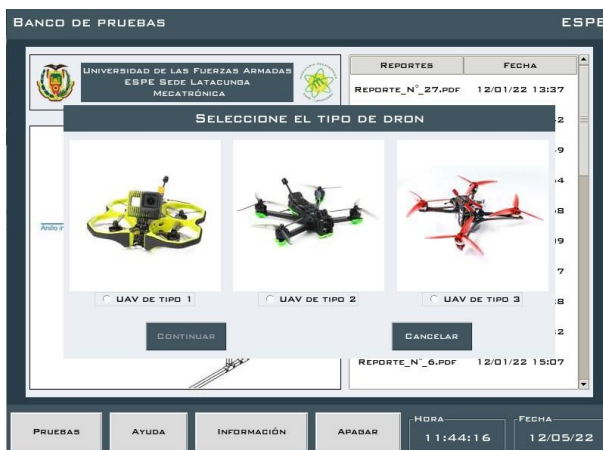 BANCO DE PRUEBAS
ESPE
UNIVERSIDAD DE LAS FUERZAS ARMADAS
ESPE SEDE LATACUNGA
MECATRÓNICA
REPORTES FECHA
REPORTE_N°_27.PDF 12/01/22 13:37
SELECCIONE EL TIPO DE DRON
UAV DE TIPO 1
UAV DE TIPO 2
UAV DE TIPO 3
CONTINUAR
CANCELAR
REPORTE_N°_6.PDF 12/01/22 15:07
PRUEBAS
AYUDA
INFORMACIÓN
APAGAR
HORA
11:44:16
FECHA
12/05/22